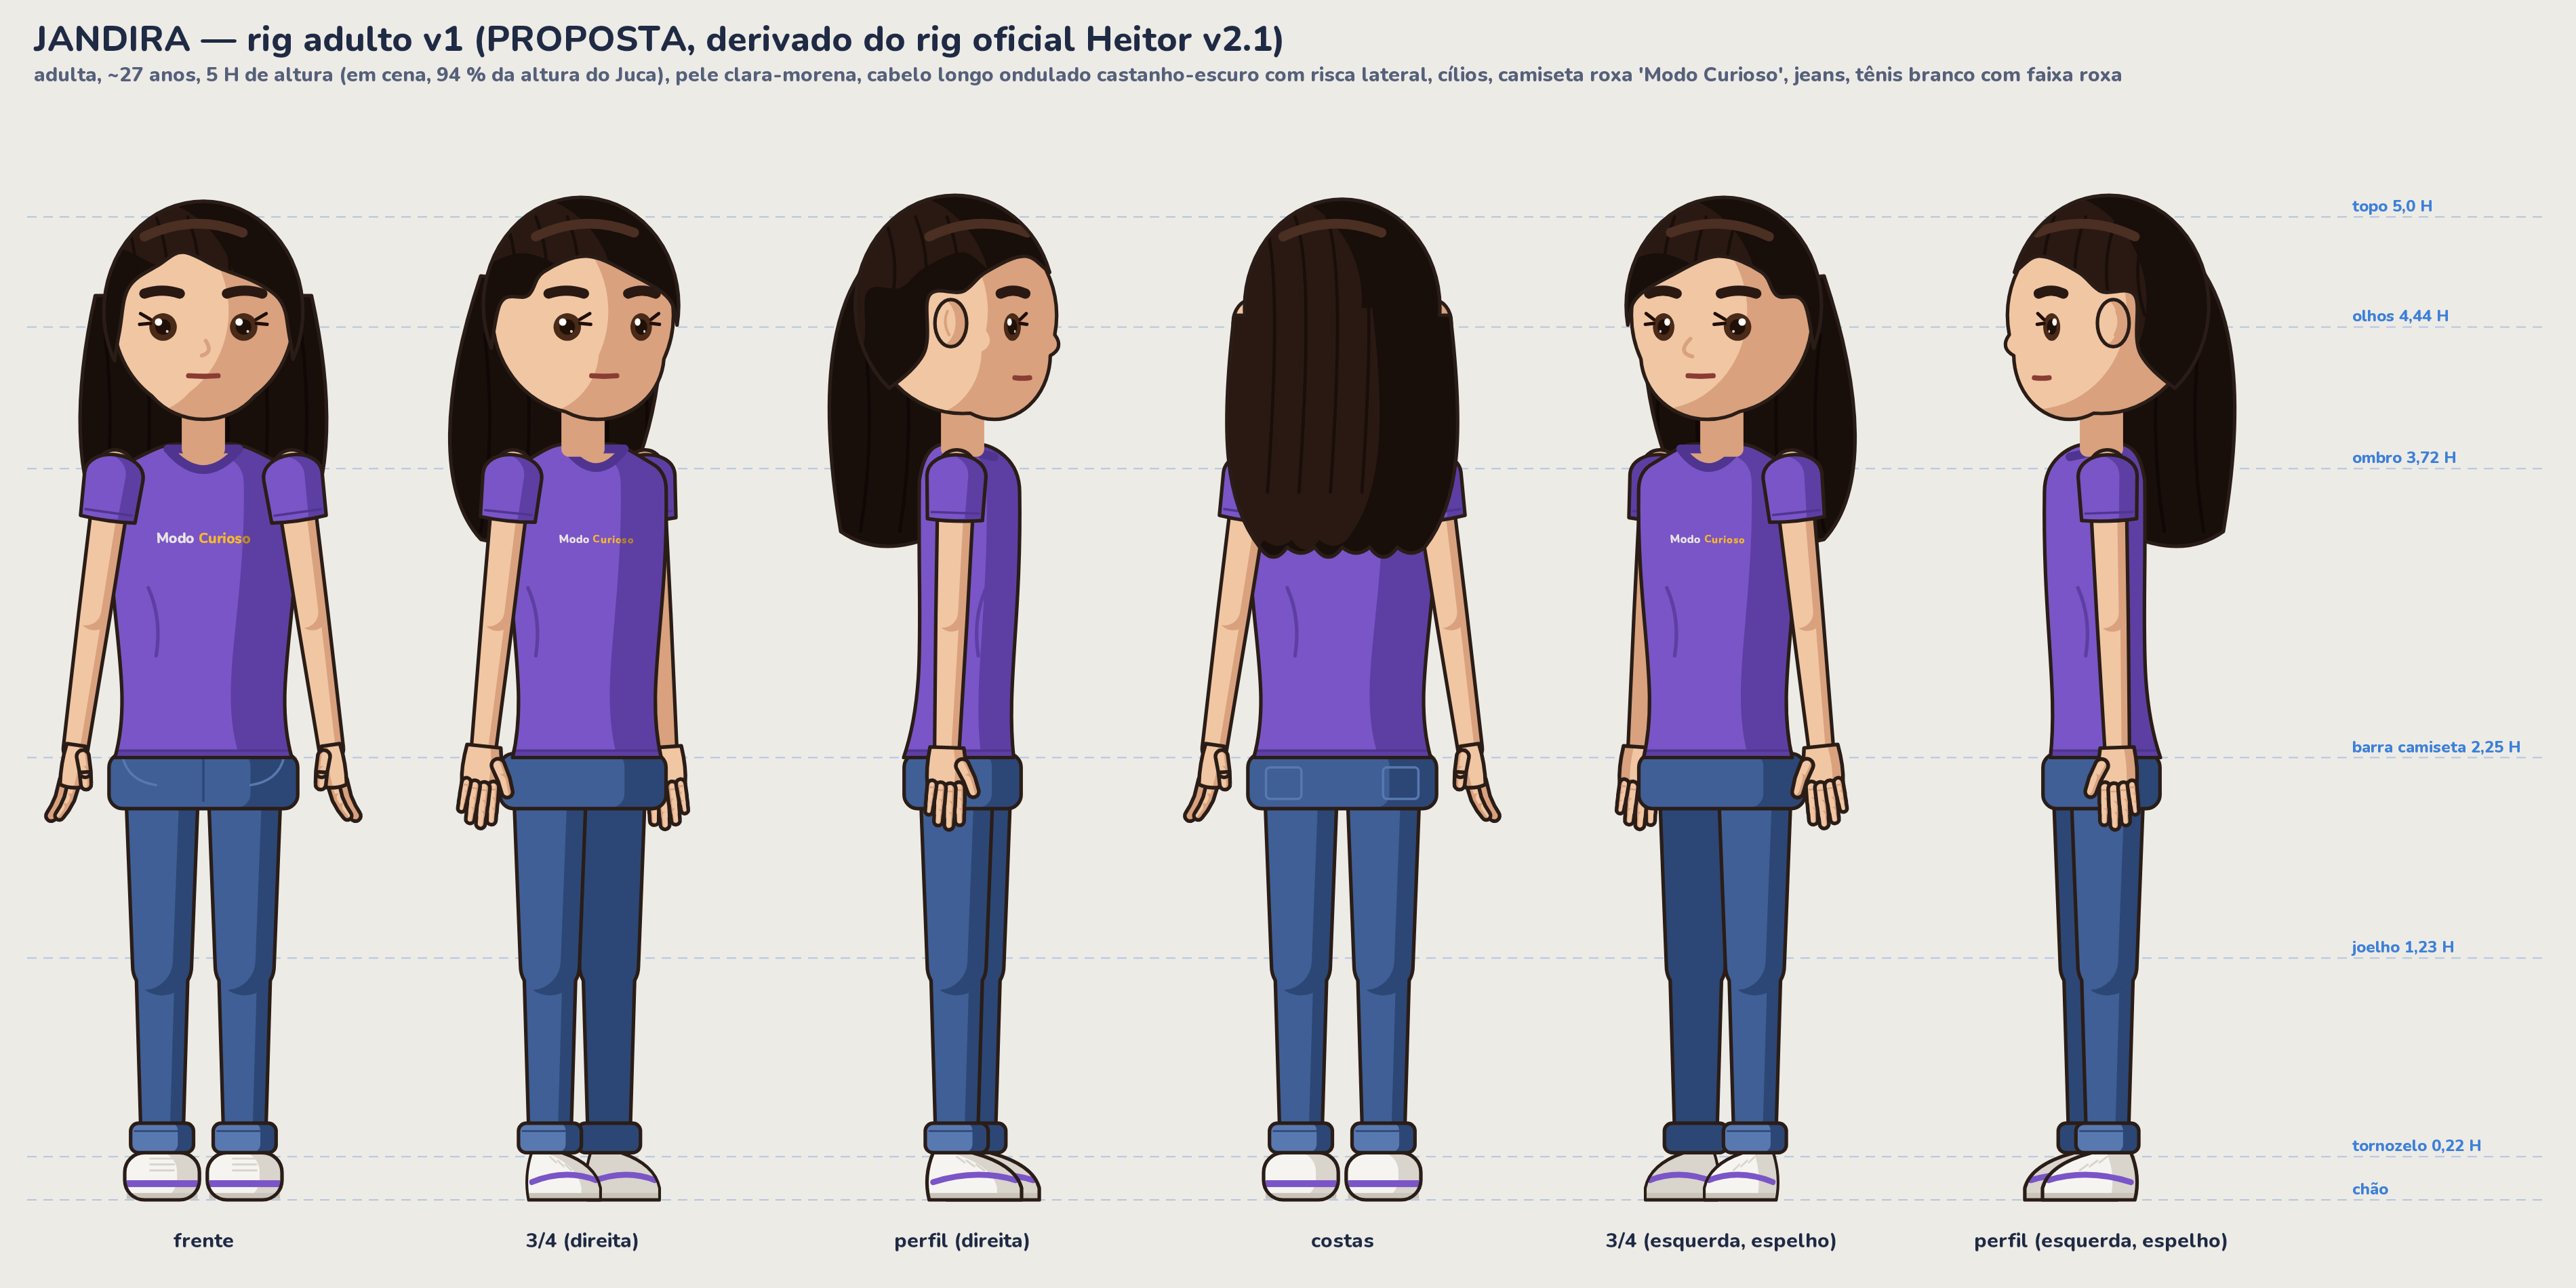 JANDIRA — rig adulto v1 (PROPOSTA, derivado do rig oficial Heitor v2.1)
adulta, ~27 anos, 5 H de altura (em cena, 94 % da altura do Juca), pele clara-morena, cabelo longo ondulado castanho-escuro com risca lateral, cílios, camiseta roxa 'Modo Curioso', jeans, tênis branco com faixa roxa
topo 5,0 H
olhos 4,44 H
ombro 3,72 H
Modo Curioso
Modo Curioso
Modo Curioso
barra camiseta 2,25 H
joelho 1,23 H
tornozelo 0,22 H
chão
frente
3/4 (direita)
perfil (direita)
costas
3/4 (esquerda, espelho)
perfil (esquerda, espelho)